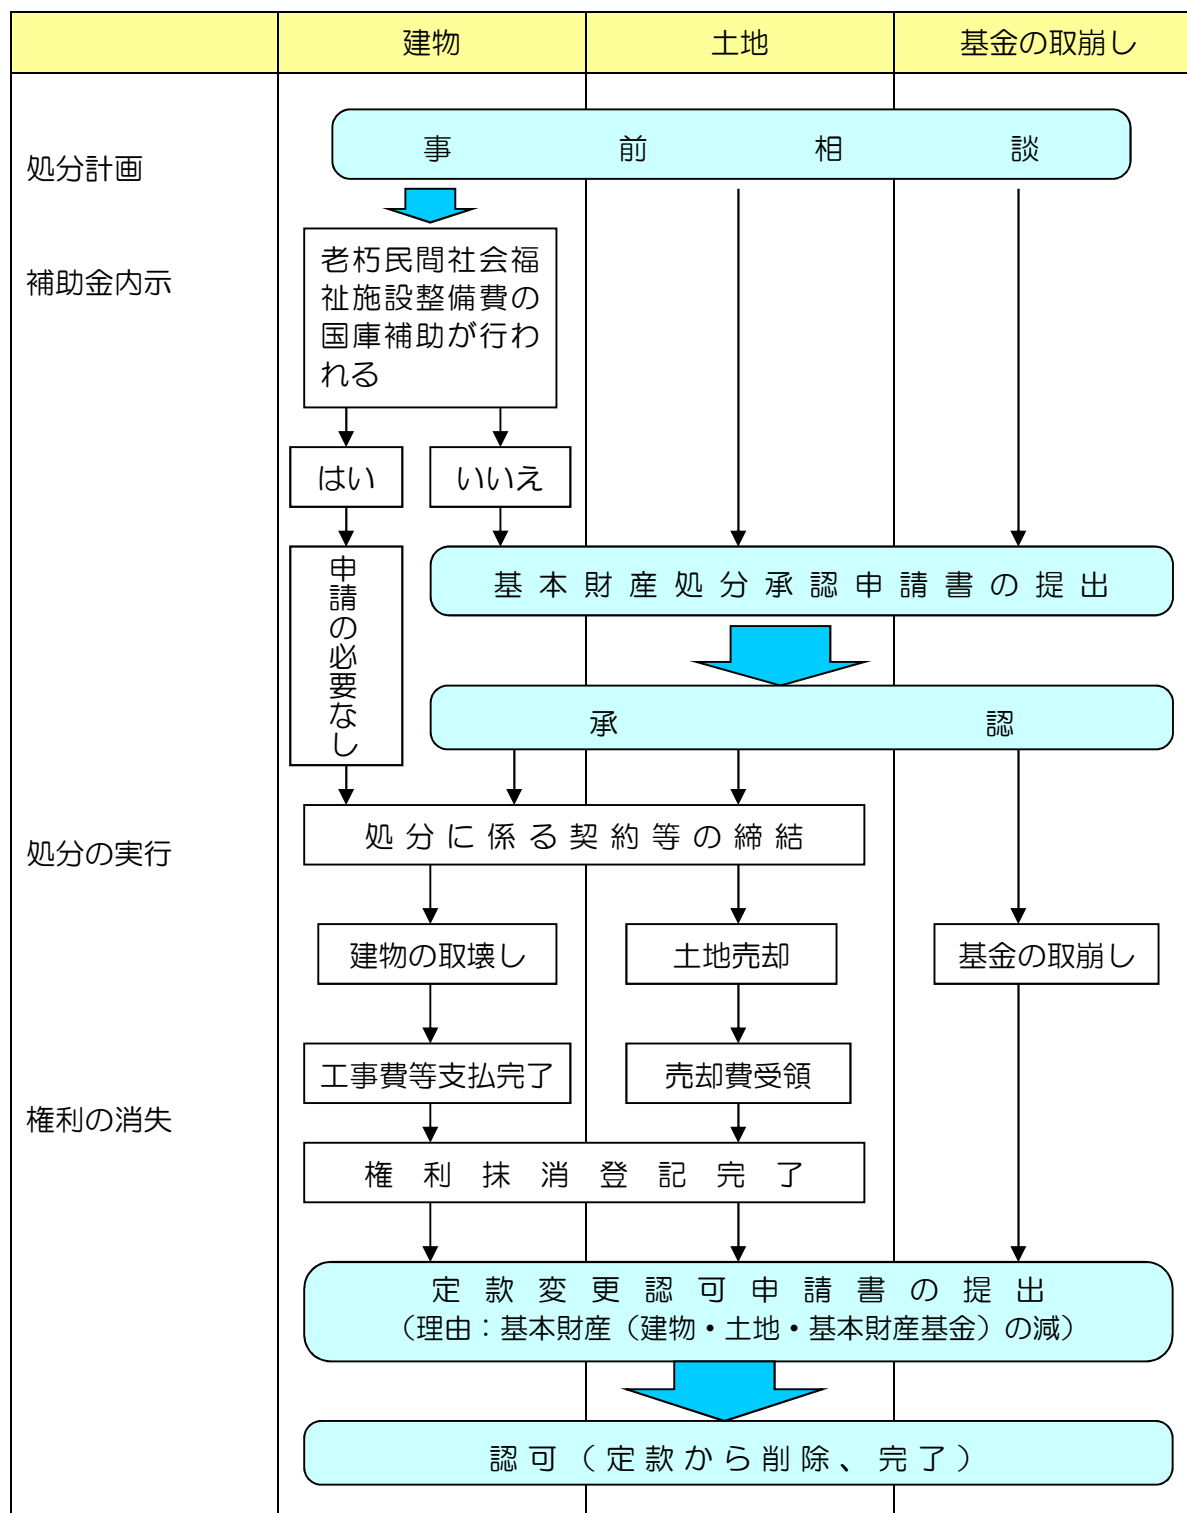 建物 土地 基金の取崩し
事前相談
処分計画
補助金内示
老朽民間社会福
祉施設整備費の
国庫補助が行わ
れる
はい いいえ
申請の必要なし
基本財産処分承認申請書の提出
承認
処分に係る契約等の締結
処分の実行
建物の取壊し 土地売却 基金の取崩し
工事費等支払完了 売却費受領
権利の消失
権利抹消登記完了
定款変更認可申請書の提出
（理由：基本財産（建物・土地・基本財産基金）の減）
認可（定款から削除、完了）